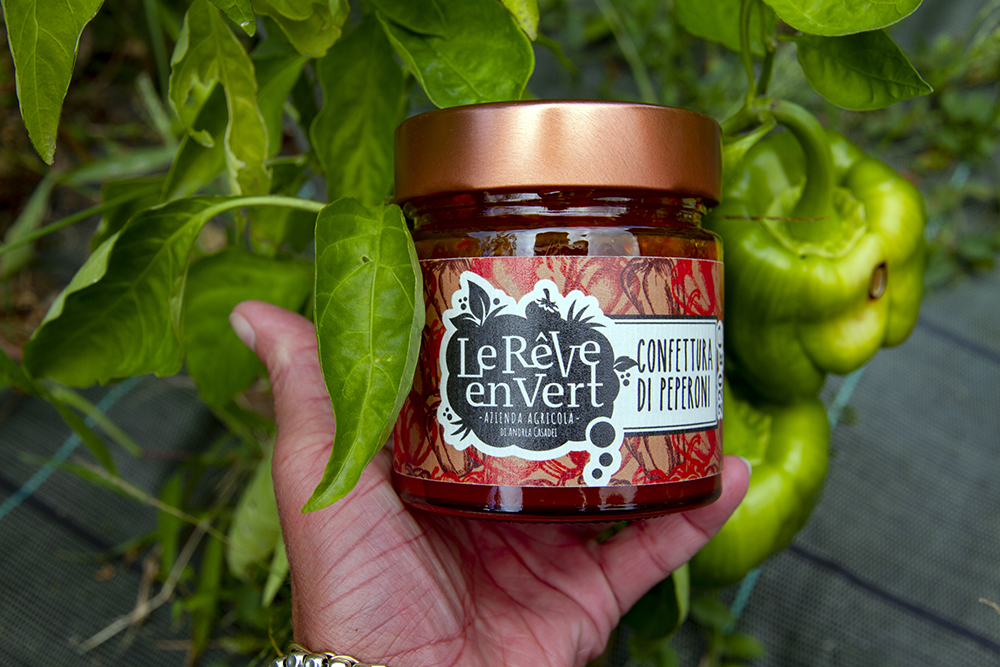 Le Rêve
en Vert
-AZIENDA AGRICOLA-
DI ANDREA CASADEI
CONFETTURA
DI PEPERONI